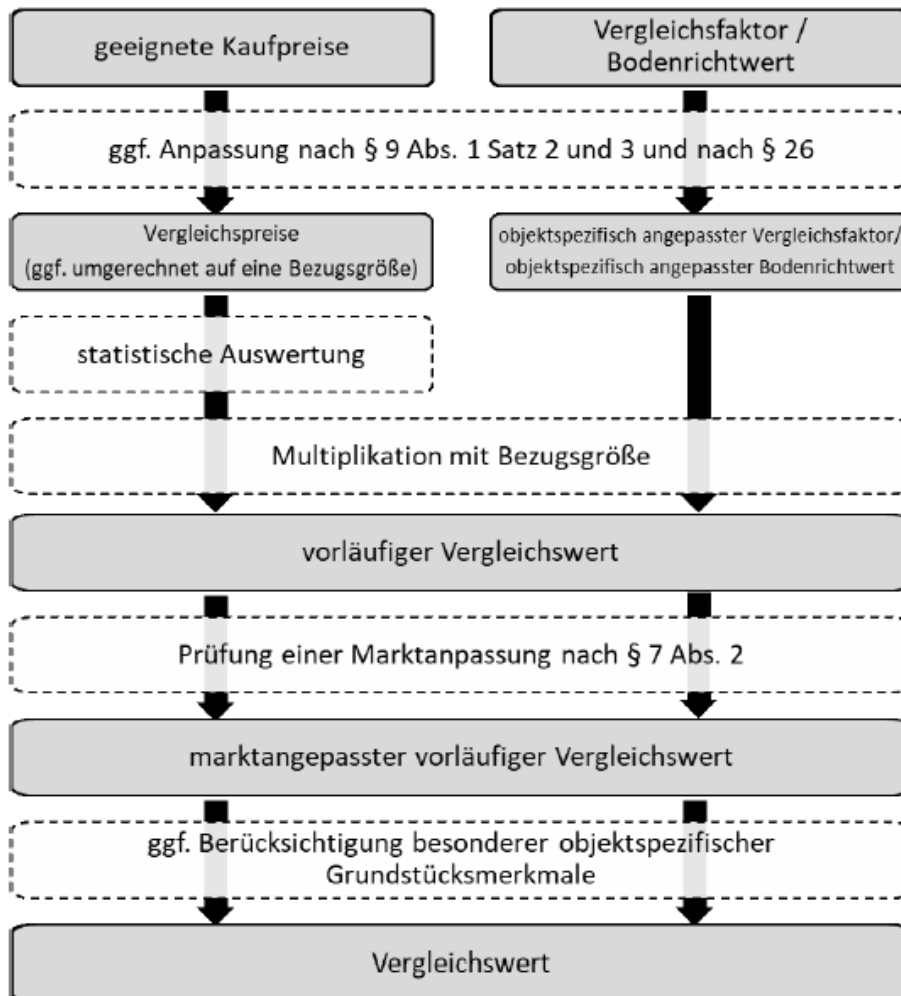 geeignete Kaufpreise
Vergleichsfaktor /
Bodenrichtwert
ggf. Anpassung nach § 9 Abs. 1 Satz 2 und 3 und nach § 26
Vergleichspreise
(ggf. umgerechnet auf eine Bezugsgröße)
objektspezifisch angepasster Vergleichsfaktor/
objektspezifisch angepasster Bodenrichtwert
statistische Auswertung
Multiplikation mit Bezugsgröße
vorläufiger Vergleichswert
Prüfung einer Marktanpassung nach § 7 Abs. 2
marktangepasster vorläufiger Vergleichswert
ggf. Berücksichtigung besonderer objektspezifischer
Grundstücksmerkmale
Vergleichswert